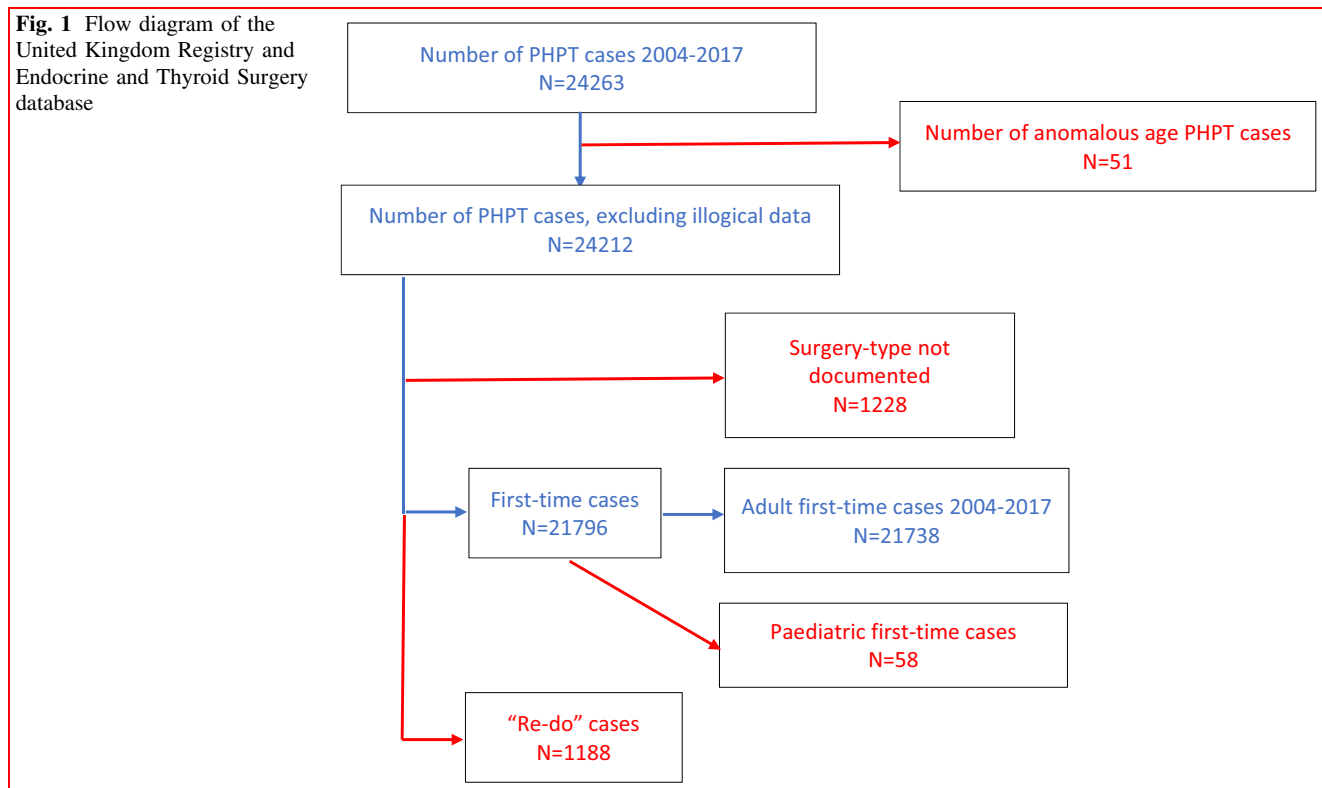 Fig. 1 Flow diagram of the
United Kingdom Registry and
Endocrine and Thyroid Surgery
database
Number of PHPT cases 2004-2017
N=24263
Number of anomalous age PHPT cases
N=51
Number of PHPT cases, excluding illogical data
N=24212
Surgery-type not
documented
N=1228
First-time cases
N=21796
Adult first-time cases 2004-2017
N=21738
Paediatric first-time cases
N=58
“Re-do” cases
N=1188